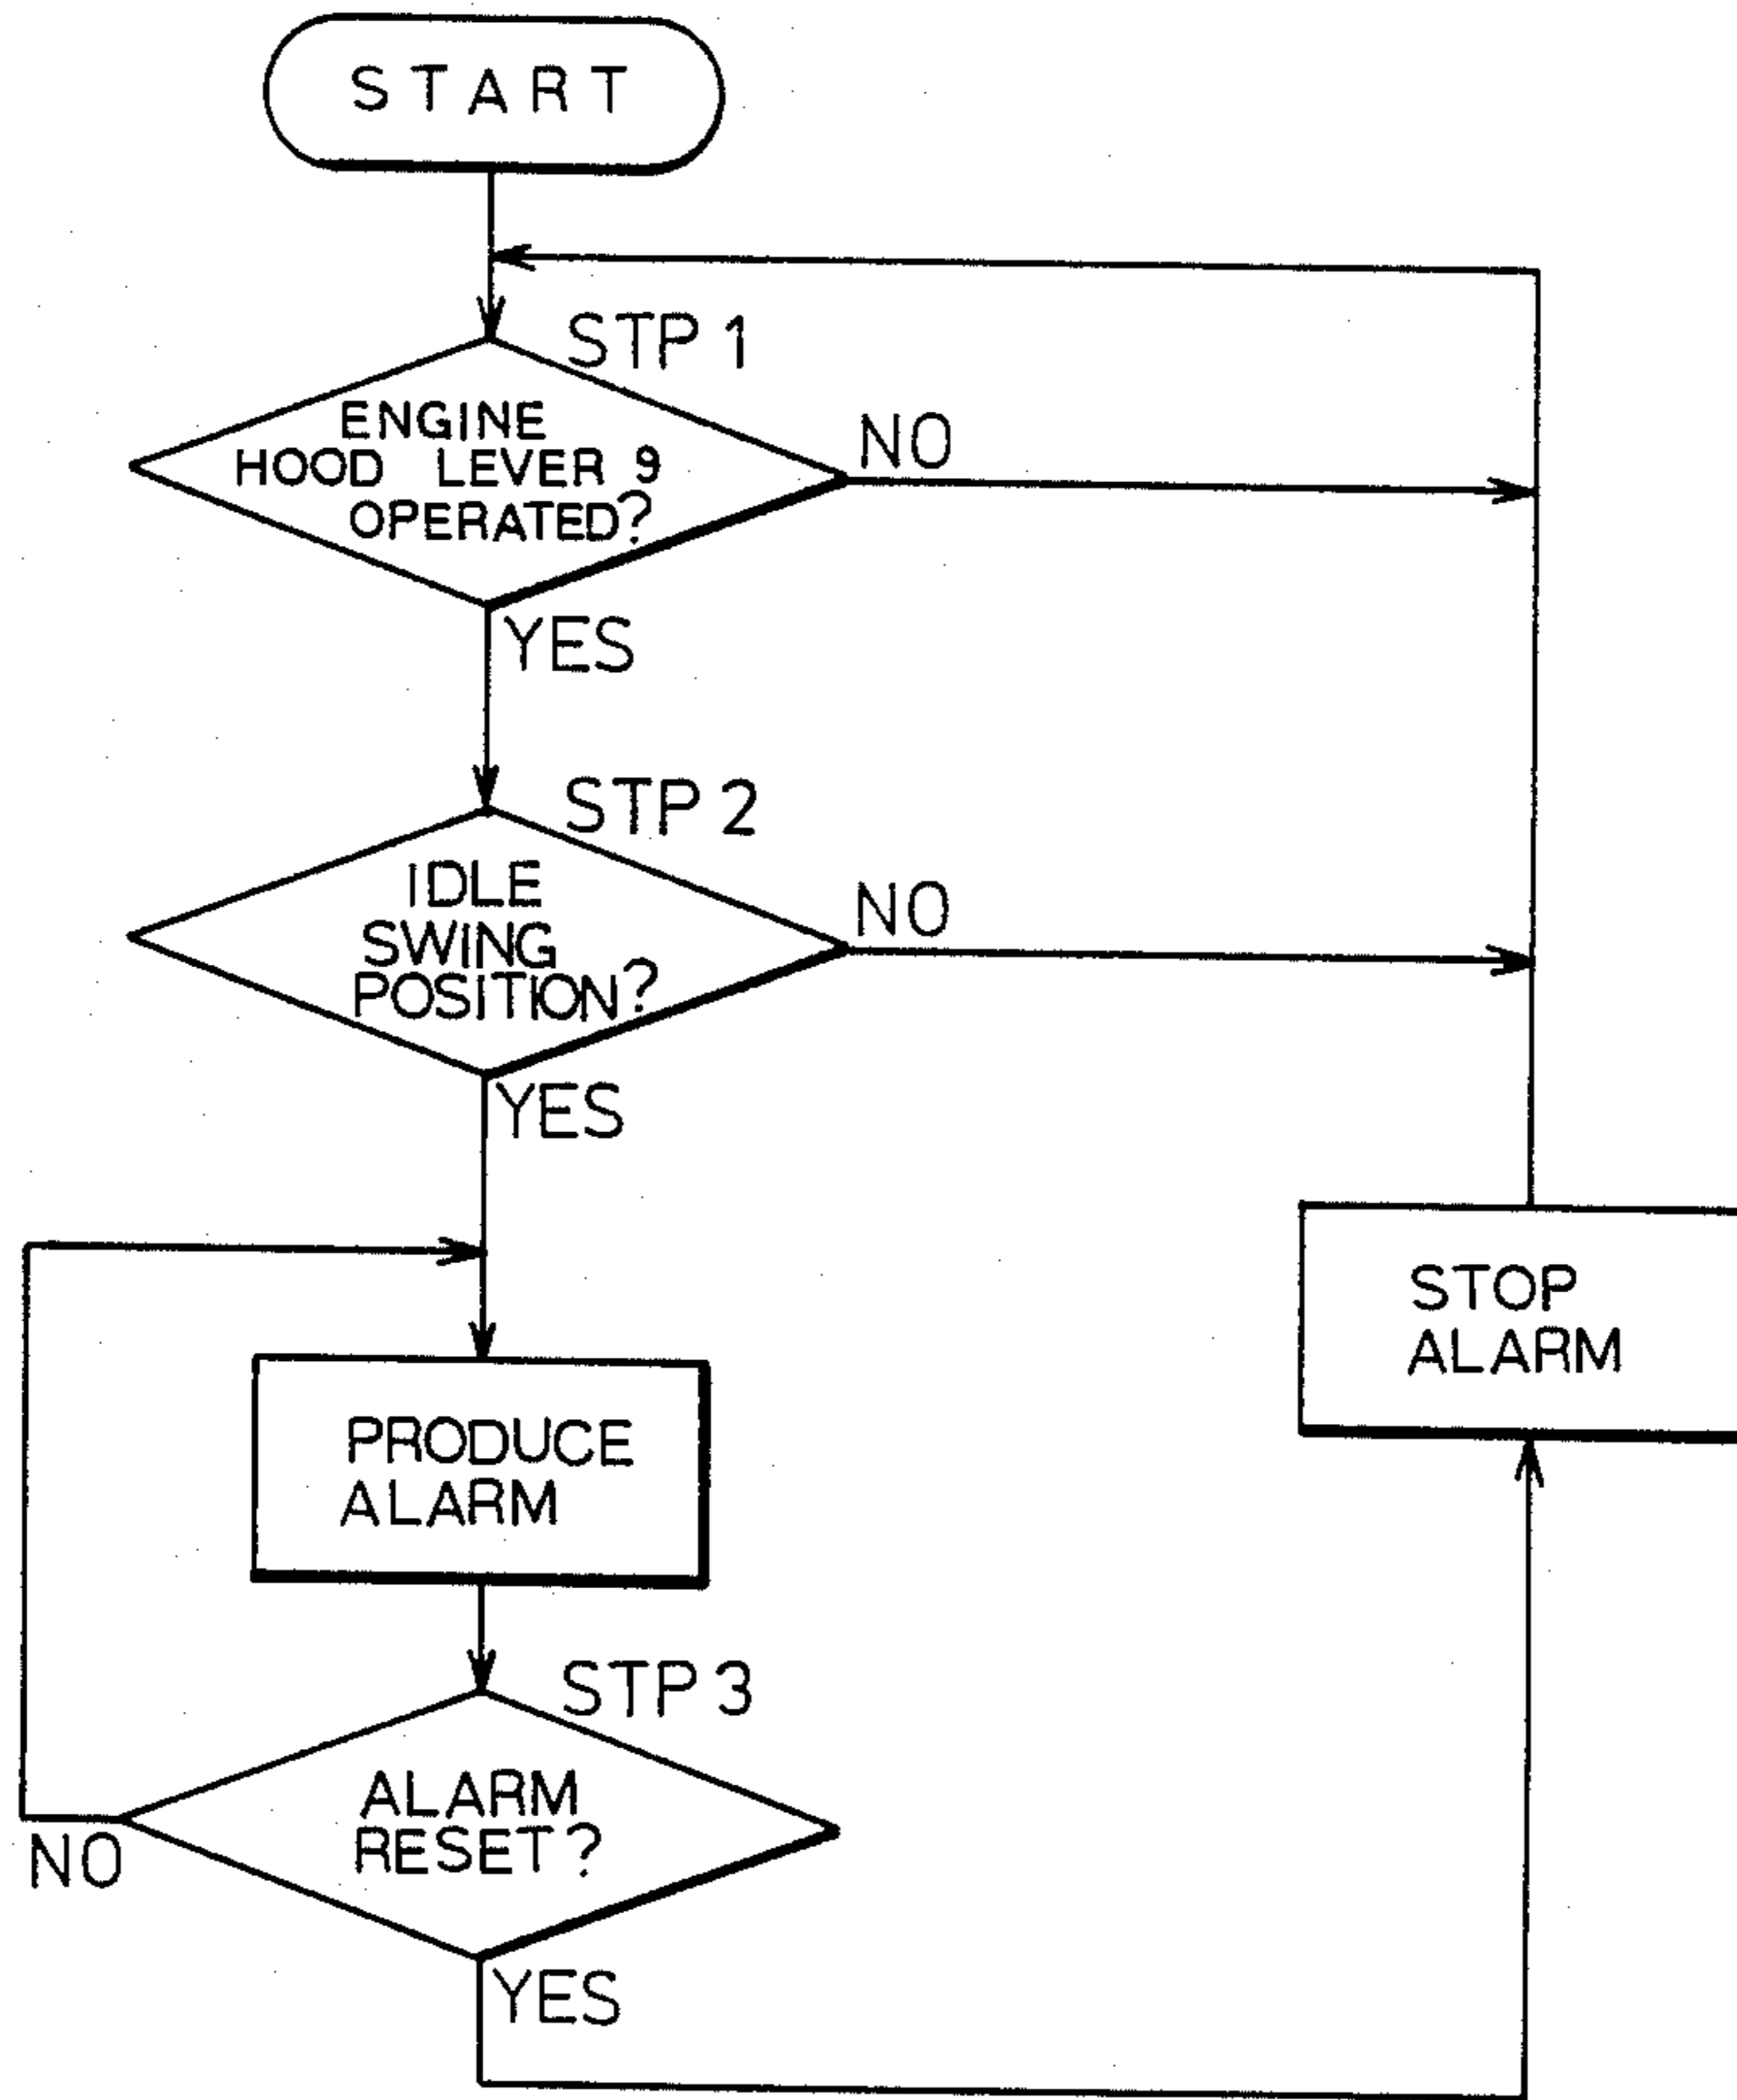 START
STP 1
ENGINE
HOOD LEVER 9
OPERATED?
NO
YES
STP 2
IDLE
SWING
POSITION?
NO
YES
PRODUCE
ALARM
STOP
ALARM
STP 3
ALARM
RESET?
NO
YES